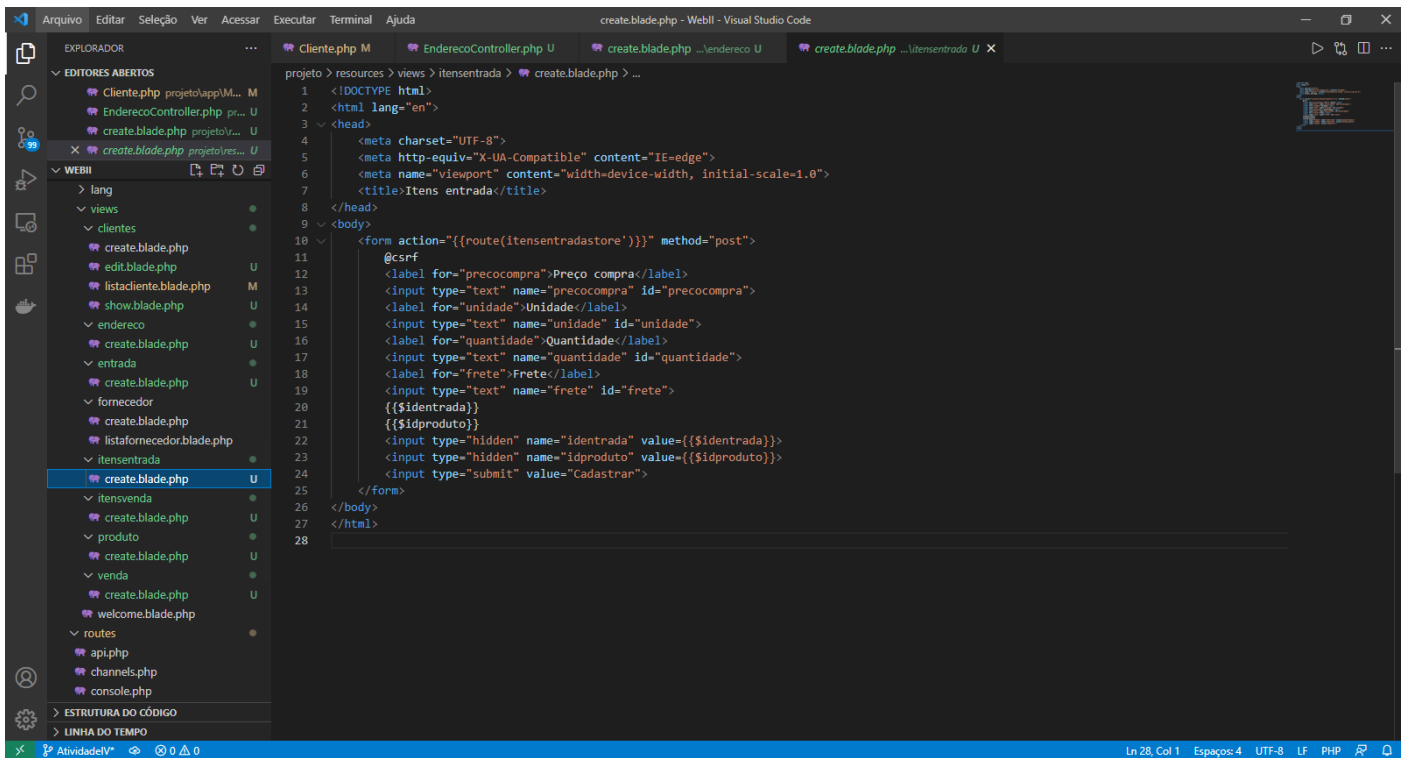 Arquivo Editar Seleção Ver Acessar Executar Terminal Ajuda create.blade.php - WebII - Visual Studio Code
EXPLORADOR
Cliente.php M EnderecoController.php U create.blade.php ...\endereco U create.blade.php ...\itensentrada U
EDITORES ABERTOS
Cliente.php projeto\app\M... M
EnderecoController.php pr... U
create.blade.php projeto\r... U
create.blade.php projeto\res... U
WEBII
lang
views
clientes
create.blade.php
edit.blade.php U
listacliente.blade.php M
show.blade.php U
endereco
create.blade.php U
entrada
create.blade.php U
fornecedor
create.blade.php
listafornecedor.blade.php
itensentrada
create.blade.php U
itensvenda
create.blade.php U
produto
create.blade.php U
venda
create.blade.php U
welcome.blade.php
routes
api.php
channels.php
console.php
ESTRUTURA DO CÓDIGO
LINHA DO TEMPO
99
projeto > resources > views > itensentrada > create.blade.php > ...
1 <!DOCTYPE html>
2 <html lang="en">
3 <head>
4 <meta charset="UTF-8">
5 <meta http-equiv="X-UA-Compatible" content="IE=edge">
6 <meta name="viewport" content="width=device-width, initial-scale=1.0">
7 <title>Itens entrada</title>
8 </head>
9 <body>
10 <form action="{{route(itensentradastore')}}" method="post">
11 @csrf
12 <label for="precocompra">Preço compra</label>
13 <input type="text" name="precocompra" id="precocompra">
14 <label for="unidade">Unidade</label>
15 <input type="text" name="unidade" id="unidade">
16 <label for="quantidade">Quantidade</label>
17 <input type="text" name="quantidade" id="quantidade">
18 <label for="frete">Frete</label>
19 <input type="text" name="frete" id="frete">
20 {{$identrada}}
21 {{$idproduto}}
22 <input type="hidden" name="identrada" value={{$identrada}}>
23 <input type="hidden" name="idproduto" value={{$idproduto}}>
24 <input type="submit" value="Cadastrar">
25 </form>
26 </body>
27 </html>
28
AtividadeIV* 0 0 Ln 28, Col 1 Espaços: 4 UTF-8 LF PHP